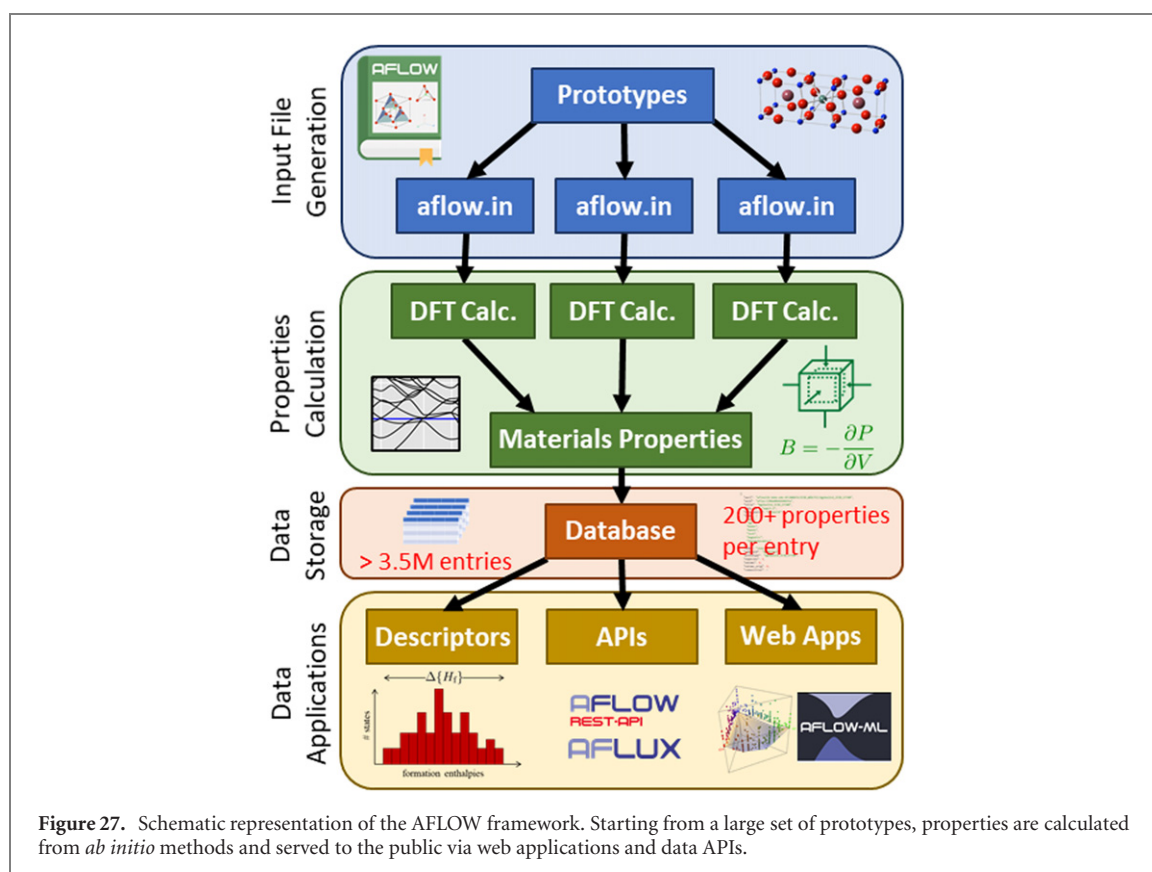 Input File
Generation
AFLOW
Prototypes
aflow.in aflow.in aflow.in
Properties
Calculation
DFT Calc. DFT Calc. DFT Calc.
Materials Properties
B = −∂P/∂V
Data
Storage
> 3.5M entries
Database
200+ properties
per entry
Data
Applications
Descriptors APIs Web Apps
Δ{H_f}
# states
formation enthalpies
AFLOW
REST-API
AFLUX
AFLOW-ML
Figure 27. Schematic representation of the AFLOW framework. Starting from a large set of prototypes, properties are calculated
from ab initio methods and served to the public via web applications and data APIs.